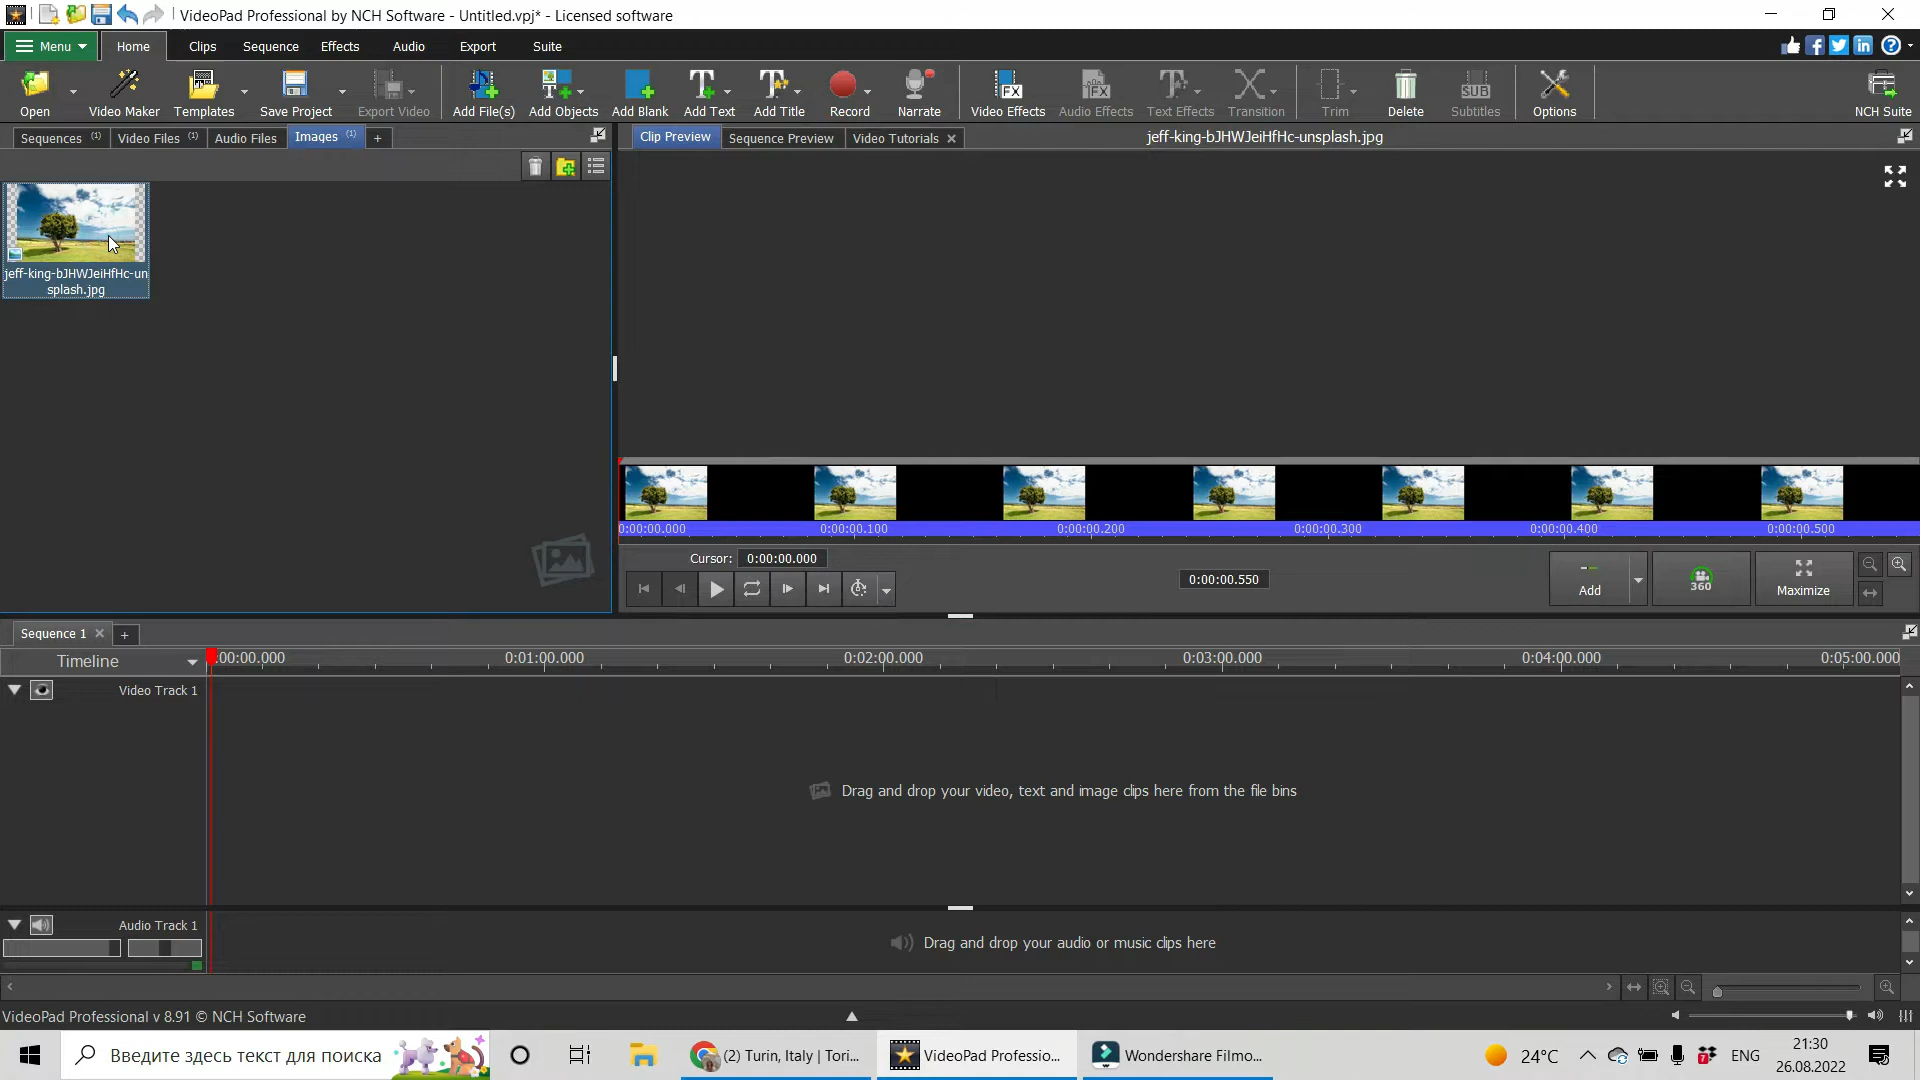 VideoPad Professional by NCH Software - Untitled.vpj* - Licensed software
Menu Home Clips Sequence Effects Audio Export Suite
Open Video Maker Templates Save Project Export Video Add File(s) Add Objects Add Blank Add Text Add Title Record Narrate Video Effects Audio Effects Text Effects Transition Trim Delete Subtitles Options NCH Suite
Sequences (1) Video Files (1) Audio Files Images (1) + Clip Preview Sequence Preview Video Tutorials jeff-king-bJHWJeiHfHc-unsplash.jpg
jeff-king-bJHWJeiHfHc-un
splash.jpg
0:00:00.000 0:00:00.100 0:00:00.200 0:00:00.300 0:00:00.400 0:00:00.500
Cursor: 0:00:00.000
0:00:00.550
Add 360 Maximize
Sequence 1 +
Timeline :00:00.000 0:01:00.000 0:02:00.000 0:03:00.000 0:04:00.000 0:05:00.000
Video Track 1
Drag and drop your video, text and image clips here from the file bins
Audio Track 1
Drag and drop your audio or music clips here
VideoPad Professional v 8.91 © NCH Software
Введите здесь текст для поиска (2) Turin, Italy | Tori... VideoPad Professio... Wondershare Filmo... 24°C 7 ENG 21:30
26.08.2022